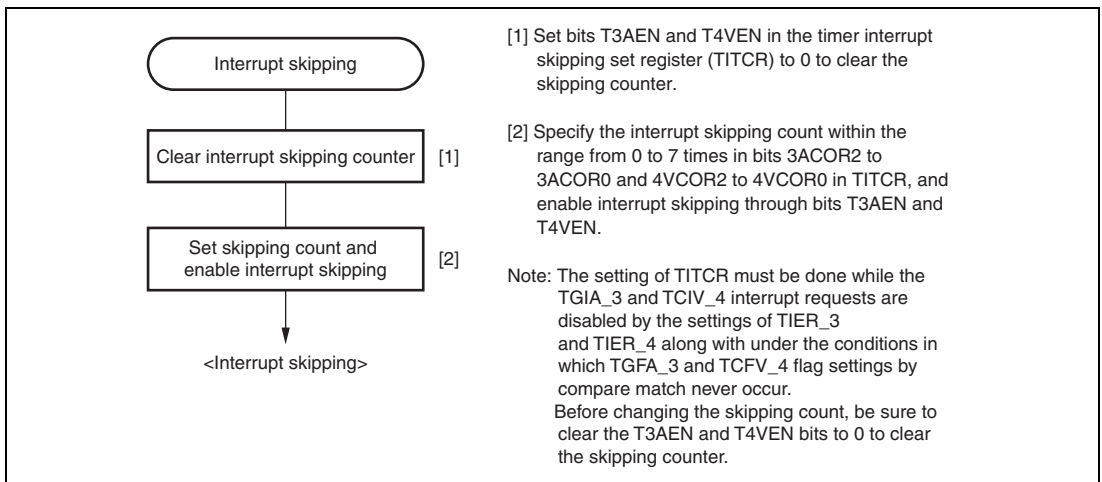 Interrupt skipping
Clear interrupt skipping counter
[1]
Set skipping count and
enable interrupt skipping
[2]
<Interrupt skipping>
[1] Set bits T3AEN and T4VEN in the timer interrupt
skipping set register (TITCR) to 0 to clear the
skipping counter.
[2] Specify the interrupt skipping count within the
range from 0 to 7 times in bits 3ACOR2 to
3ACOR0 and 4VCOR2 to 4VCOR0 in TITCR, and
enable interrupt skipping through bits T3AEN and
T4VEN.
Note: The setting of TITCR must be done while the
TGIA_3 and TCIV_4 interrupt requests are
disabled by the settings of TIER_3
and TIER_4 along with under the conditions in
which TGFA_3 and TCFV_4 flag settings by
compare match never occur.
Before changing the skipping count, be sure to
clear the T3AEN and T4VEN bits to 0 to clear
the skipping counter.